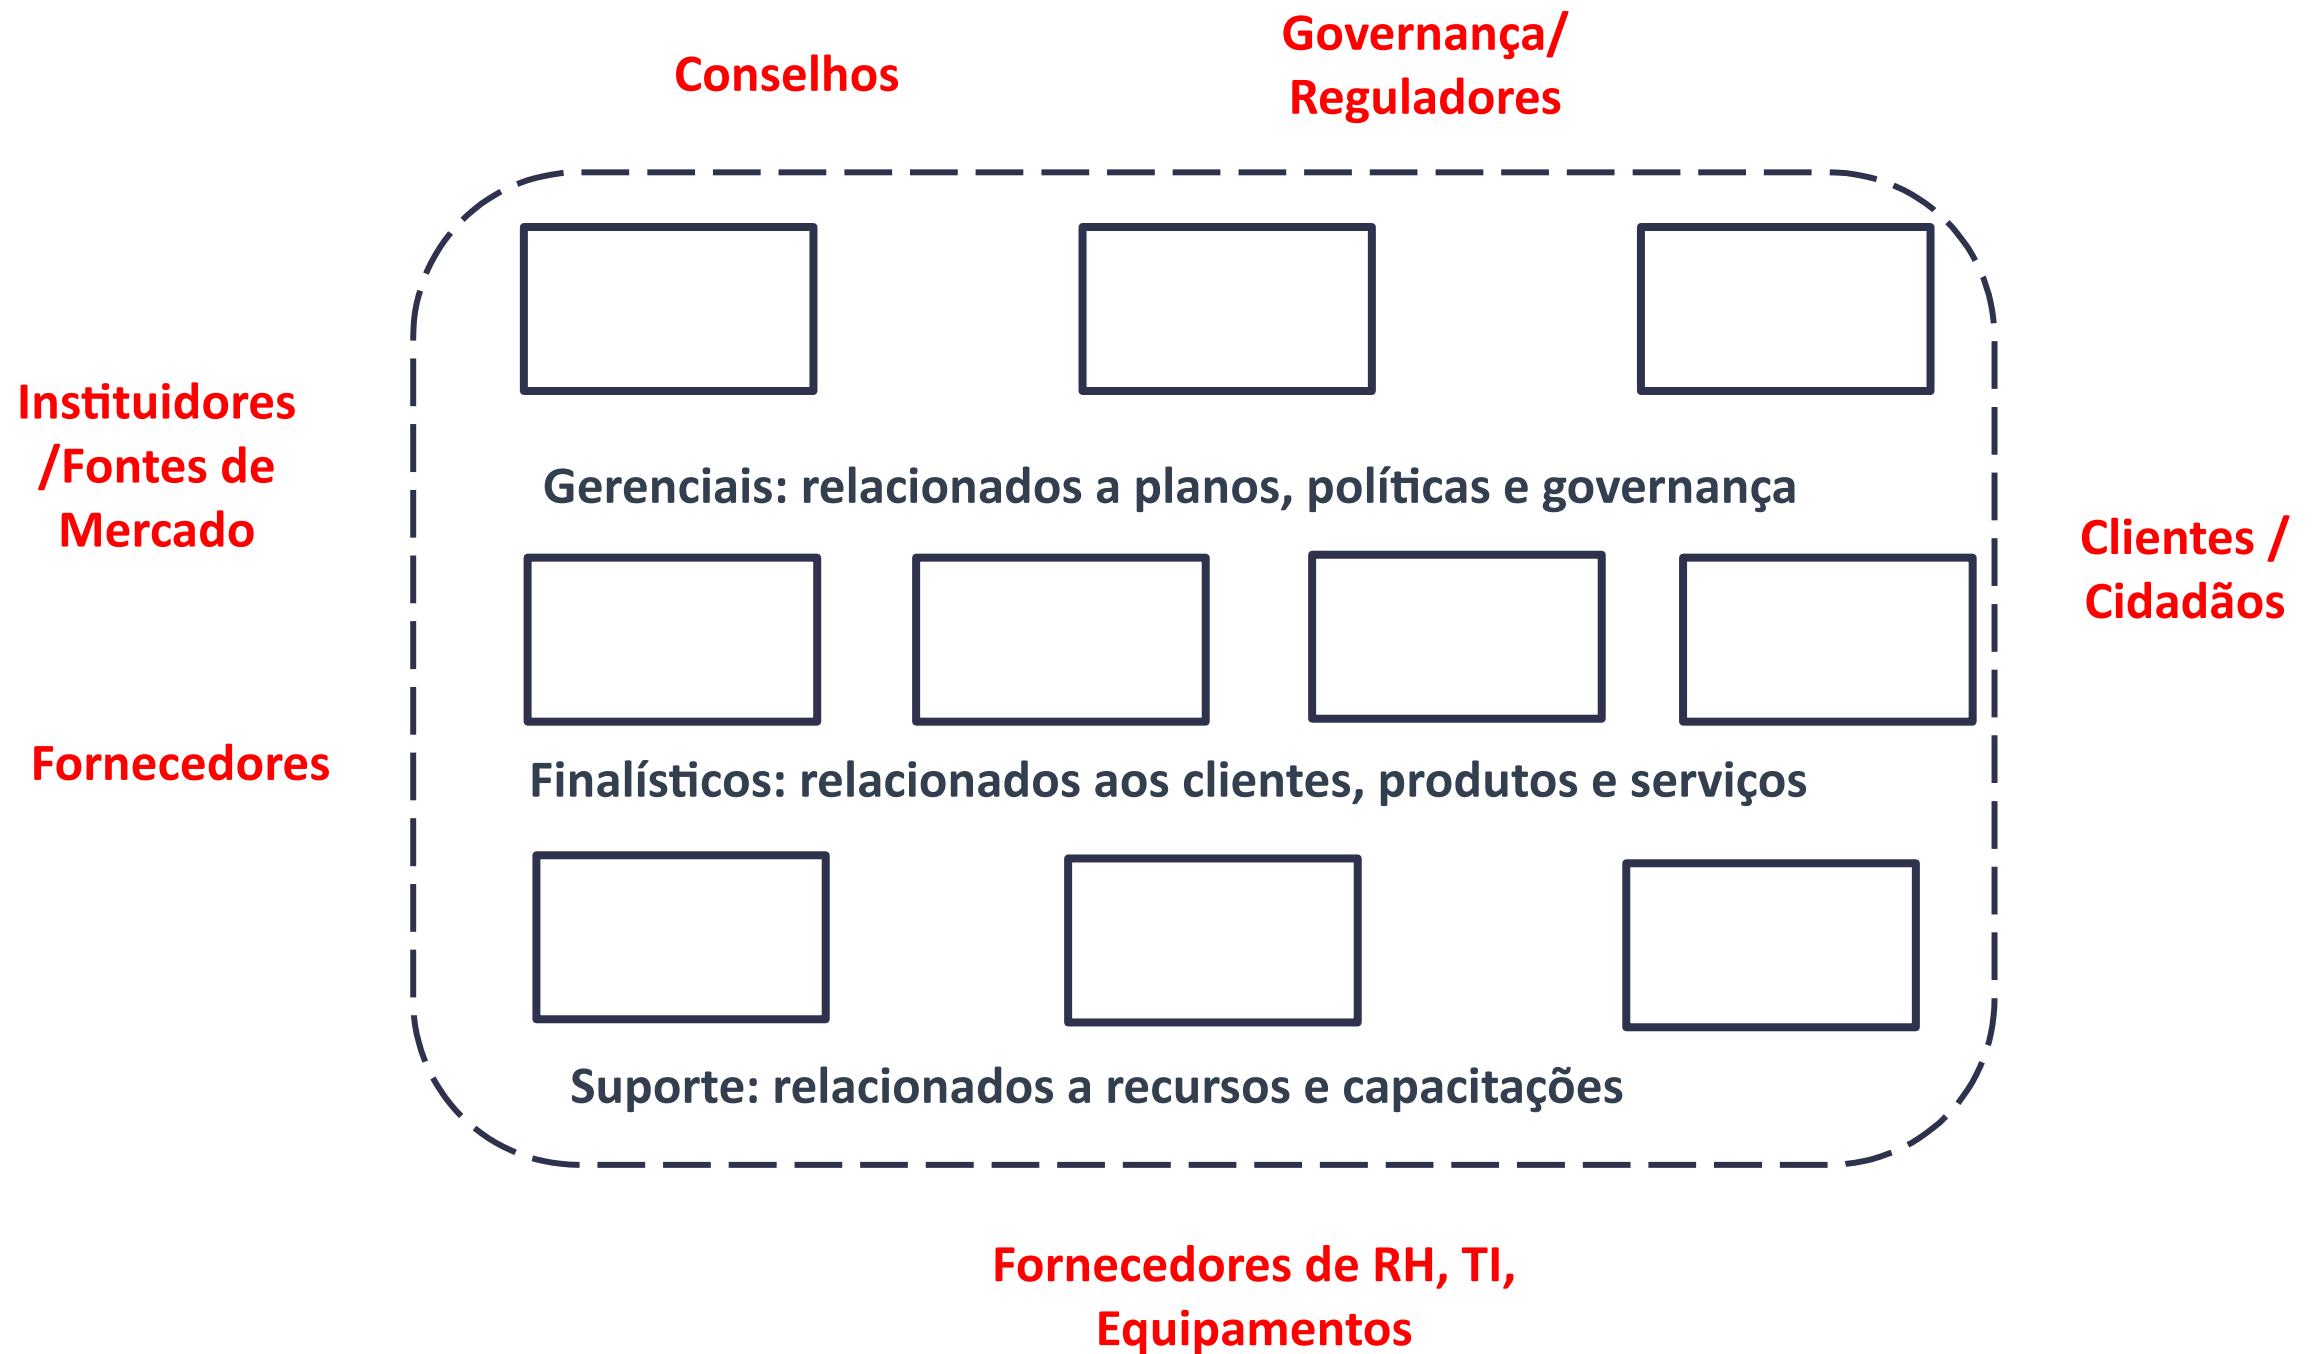 Conselhos
Governança/
Reguladores
Instituidores
/Fontes de
Mercado
Gerenciais: relacionados a planos, políticas e governança
Clientes /
Cidadãos
Fornecedores
Finalísticos: relacionados aos clientes, produtos e serviços
Suporte: relacionados a recursos e capacitações
Fornecedores de RH, TI,
Equipamentos